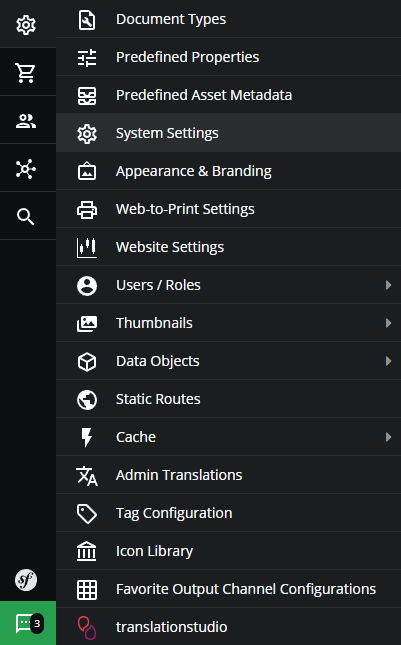 Document Types
Predefined Properties
Predefined Asset Metadata
System Settings
Appearance & Branding
Web-to-Print Settings
Website Settings
Users / Roles
Thumbnails
Data Objects
Static Routes
Cache
Admin Translations
Tag Configuration
Icon Library
Favorite Output Channel Configurations
translationstudio
sf
3